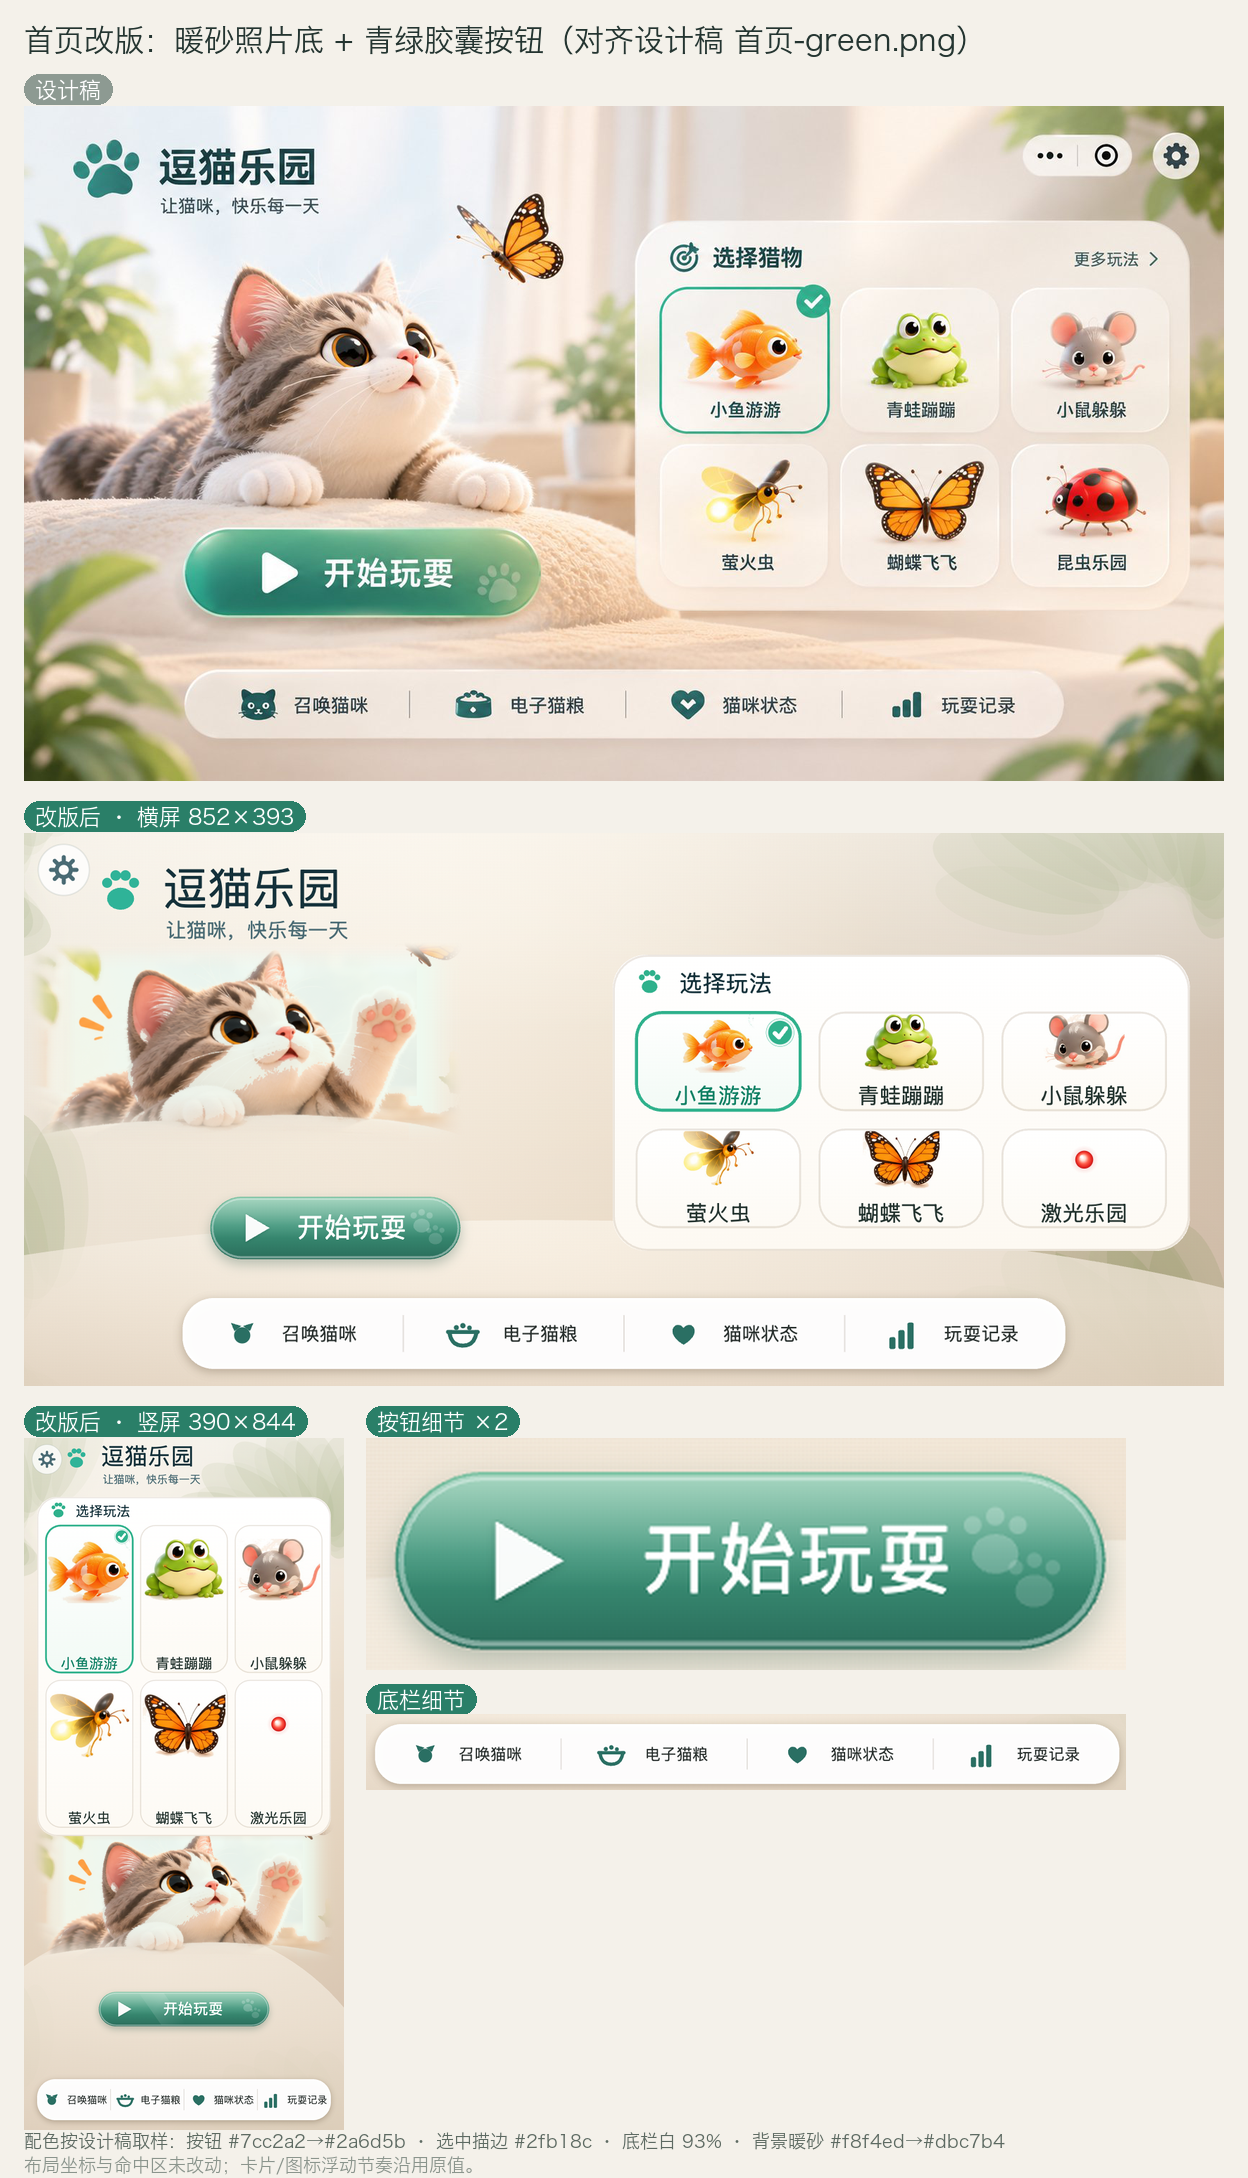 首页改版：暖砂照片底 + 青绿胶囊按钮（对齐设计稿 首页-green.png）
设计稿
逗猫乐园
让猫咪，快乐每一天
选择猎物
更多玩法
小鱼游游
青蛙蹦蹦
小鼠躲躲
萤火虫
蝴蝶飞飞
昆虫乐园
开始玩耍
召唤猫咪
电子猫粮
猫咪状态
玩耍记录
改版后 · 横屏 852×393
逗猫乐园
让猫咪，快乐每一天
选择玩法
小鱼游游
青蛙蹦蹦
小鼠躲躲
萤火虫
蝴蝶飞飞
激光乐园
开始玩耍
召唤猫咪
电子猫粮
猫咪状态
玩耍记录
改版后 · 竖屏 390×844
逗猫乐园
让猫咪，快乐每一天
选择玩法
小鱼游游
青蛙蹦蹦
小鼠躲躲
萤火虫
蝴蝶飞飞
激光乐园
开始玩耍
召唤猫咪
电子猫粮
猫咪状态
玩耍记录
按钮细节 ×2
开始玩耍
底栏细节
召唤猫咪
电子猫粮
猫咪状态
玩耍记录
配色按设计稿取样：按钮 #7cc2a2→#2a6d5b · 选中描边 #2fb18c · 底栏白 93% · 背景暖砂 #f8f4ed→#dbc7b4
布局坐标与命中区未改动；卡片/图标浮动节奏沿用原值。